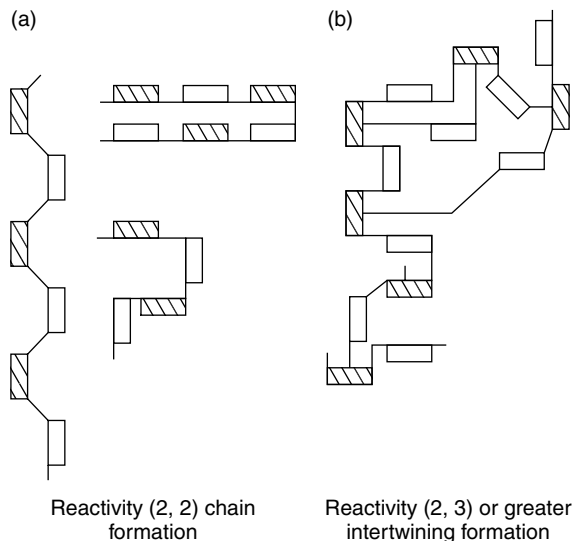 (a)
(b)
Reactivity (2, 2) chain
formation
Reactivity (2, 3) or greater
intertwining formation